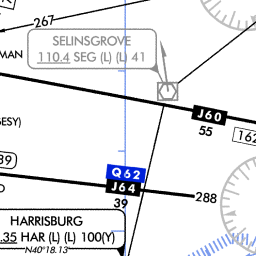 267
MAN
SELINSGROVE
110.4 SEG (L) (L) 41
J60
55
162
GESY)
39
Q62
J64
288
39
HARRISBURG
.35 HAR (L) (L) 100(Y)
N40°18.13'